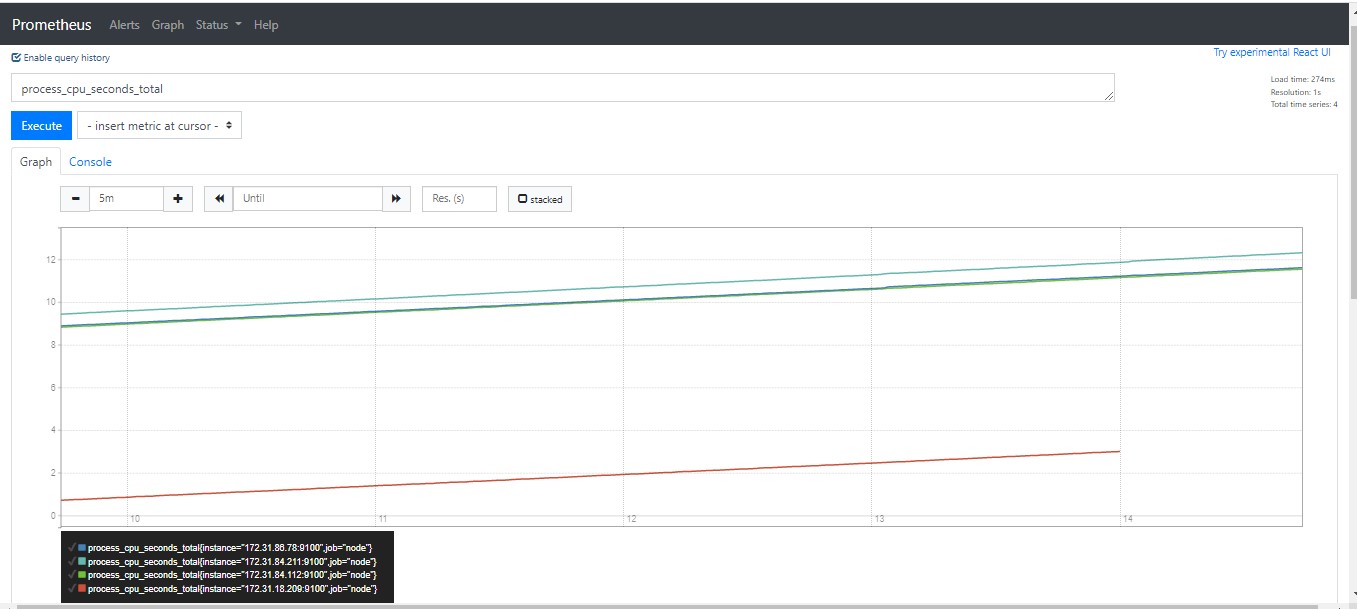 Prometheus Alerts Graph Status Help
Try experimental React UI
Enable query history
process_cpu_seconds_total
Load time: 274ms
Resolution: 1s
Total time series: 4
Execute - insert metric at cursor -
Graph Console
5m Until Res. (s) stacked
12
10
8
6
4
2
0
10 11 12 13 14
process_cpu_seconds_total{instance="172.31.86.78:9100",job="node"}
process_cpu_seconds_total{instance="172.31.84.211:9100",job="node"}
process_cpu_seconds_total{instance="172.31.84.112:9100",job="node"}
process_cpu_seconds_total{instance="172.31.18.209:9100",job="node"}